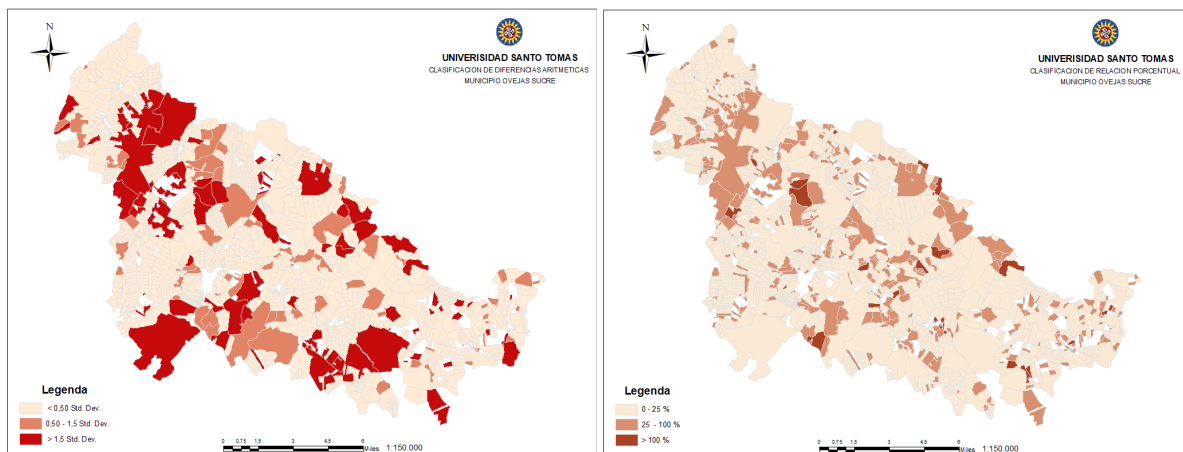 N
UNIVERISIDAD SANTO TOMAS
CLASIFICACION DE DIFERENCIAS ARITMETICAS
MUNICIPIO OVEJAS SUCRE
Legenda
< 0,50 Std. Dev.
0,50 - 1,5 Std. Dev.
> 1,5 Std. Dev.
0 0,75 1,5 3 4,5 6
Miles 1:150.000
N
UNIVERISIDAD SANTO TOMAS
CLASIFICACION DE RELACION PORCENTUAL
MUNICIPIO OVEJAS SUCRE
Legenda
0 - 25 %
25 - 100 %
> 100 %
0 0,75 1,5 3 4,5 6
Miles 1:150.000